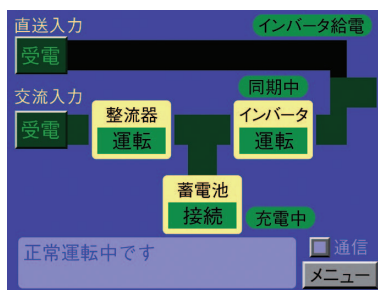 直送入力
インバータ給電
受電
同期中
交流入力
整流器
インバータ
受電
運転
運転
蓄電池
接続
充電中
正常運転中です
通信
メニュー